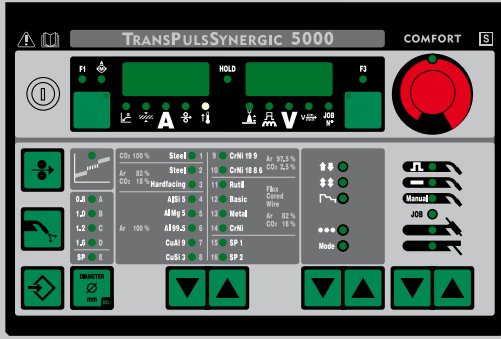 TRANSPULSSYNERGIC 5000
COMFORT
S
F1
HOLD
F3
A
V
JOB
N°
CO₂ 100 %
Steel 1
9 CrNi 19 9
Ar 97,5 %
CO₂ 2,5 %
Ar 82 %
CO₂ 18 %
Steel 2
10 CrNi 18 8 6
Hardfacing 3
11 Rutil
Flux
Cored
Wire
0.8 A
AlSi 5 4
12 Basic
1,0 B
AlMg 5 5
13 Metal
Ar 82 %
CO₂ 18 %
1.2 C
Ar 100 %
Al 99.5 6
14 CrNi
1,6 D
CuAl 9 7
15 SP 1
SP E
CuSi 3 8
16 SP 2
Mode
Manual
JOB
DIAMETER
Ø
mm